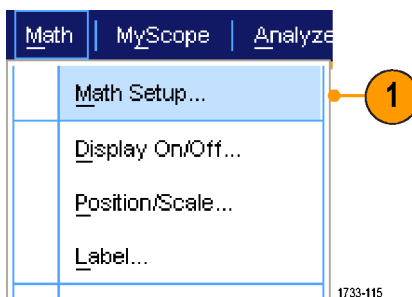 Math MyScope Analyze
Math Setup... 1
Display On/Off...
Position/Scale...
Label...
1733-115